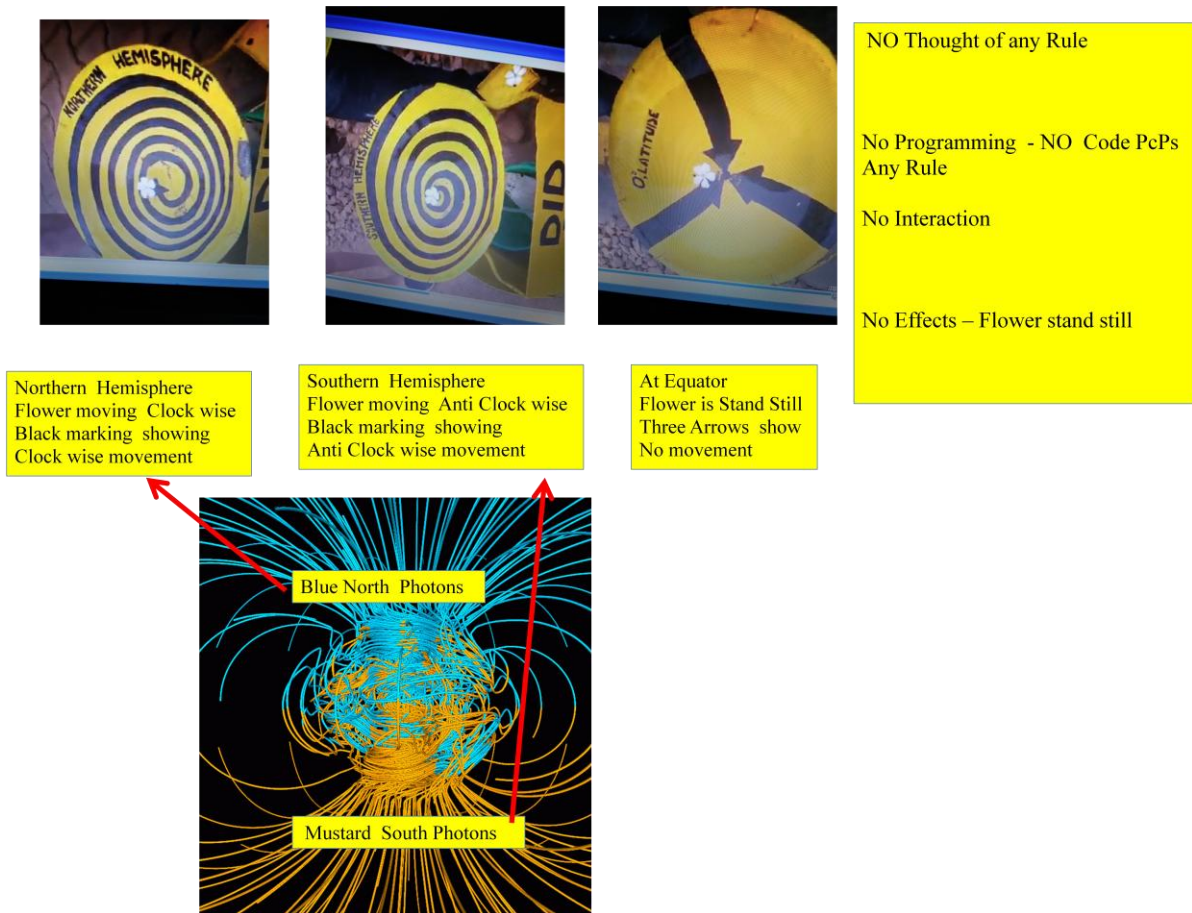 NORTHERN HEMISPHERE
SOUTHERN HEMISPHERE
O°LATITUDE
NO Thought of any Rule
No Programming - NO Code PcPs
Any Rule
No Interaction
No Effects – Flower stand still
Northern Hemisphere
Flower moving Clock wise
Black marking showing
Clock wise movement
Southern Hemisphere
Flower moving Anti Clock wise
Black marking showing
Anti Clock wise movement
At Equator
Flower is Stand Still
Three Arrows show
No movement
Blue North Photons
Mustard South Photons